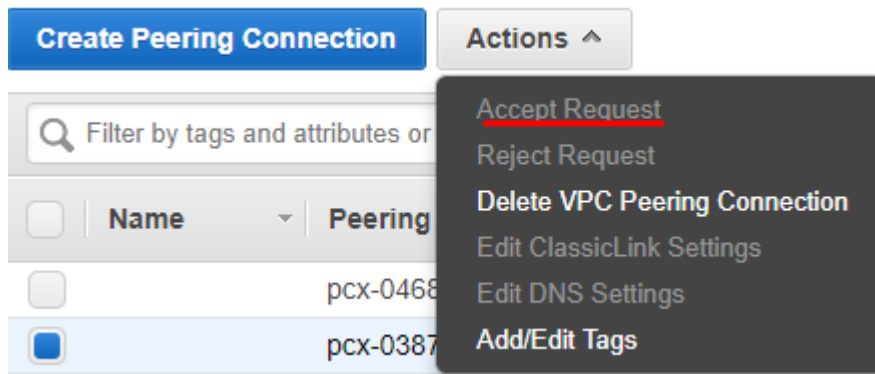 Create Peering Connection
Actions
Accept Request
Filter by tags and attributes or
Reject Request
Delete VPC Peering Connection
Name
Peering
Edit ClassicLink Settings
pcx-0468
Edit DNS Settings
pcx-0387
Add/Edit Tags